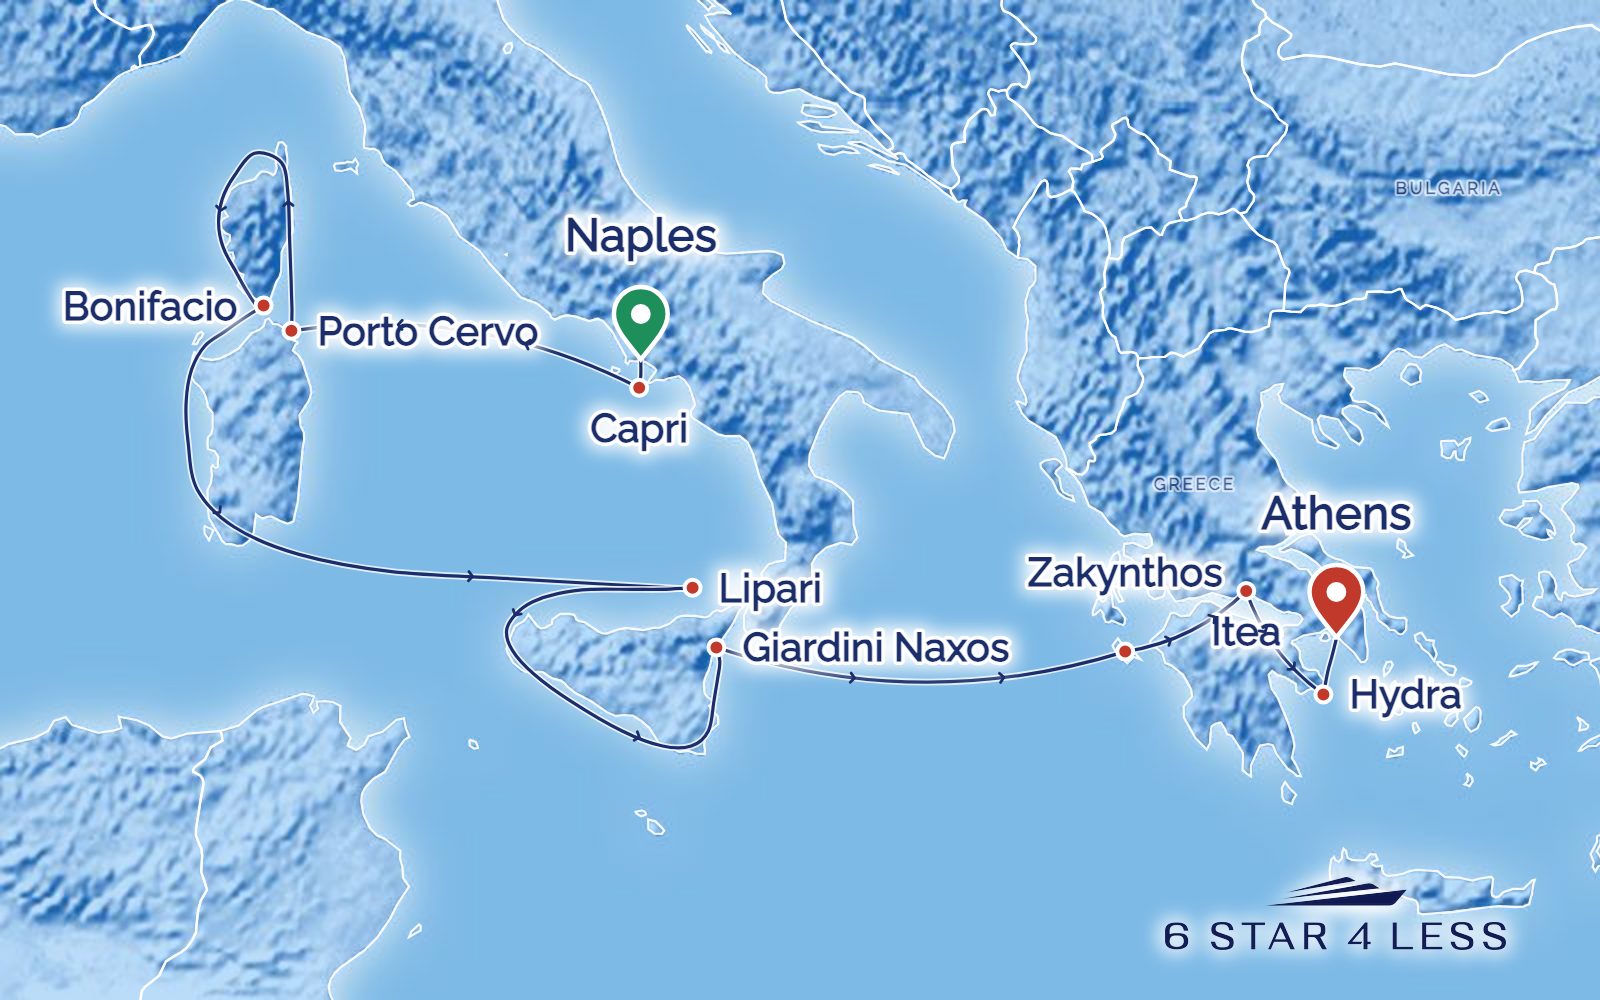 BULGARIA
Naples
Bonifacio
Porto Cervo
Capri
GREECE
Athens
Zakynthos
Lipari
Itea
Giardini Naxos
Hydra
6 STAR 4 LESS